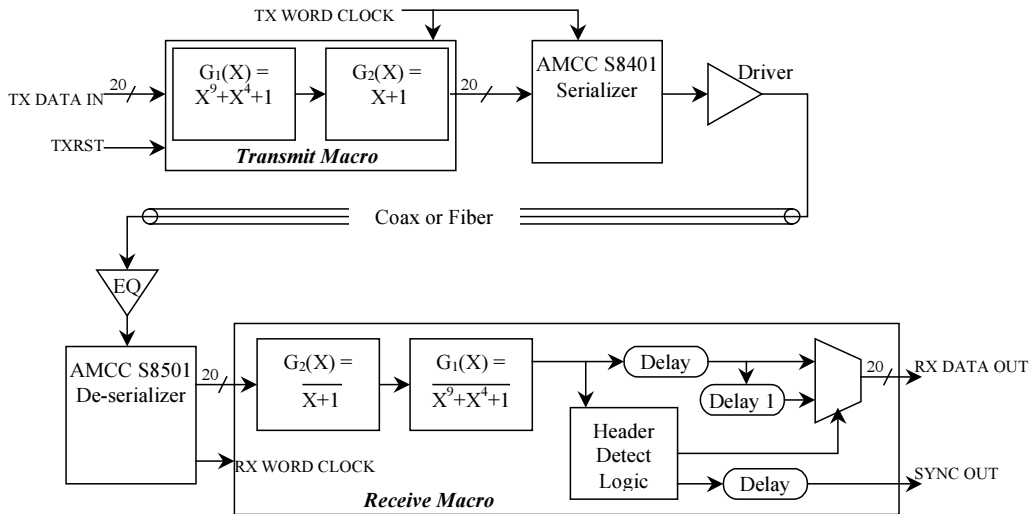 TX WORD CLOCK
G₁(X) =
X⁹+X⁴+1
G₂(X) =
X+1
AMCC S8401
Serializer
Driver
20
TX DATA IN
20
TXRST
Transmit Macro
Coax or Fiber
EQ
AMCC S8501
De-serializer
20
G₂(X) =
X+1
G₁(X) =
X⁹+X⁴+1
Delay
Delay 1
20
RX DATA OUT
Header
Detect
Logic
RX WORD CLOCK
Delay
SYNC OUT
Receive Macro